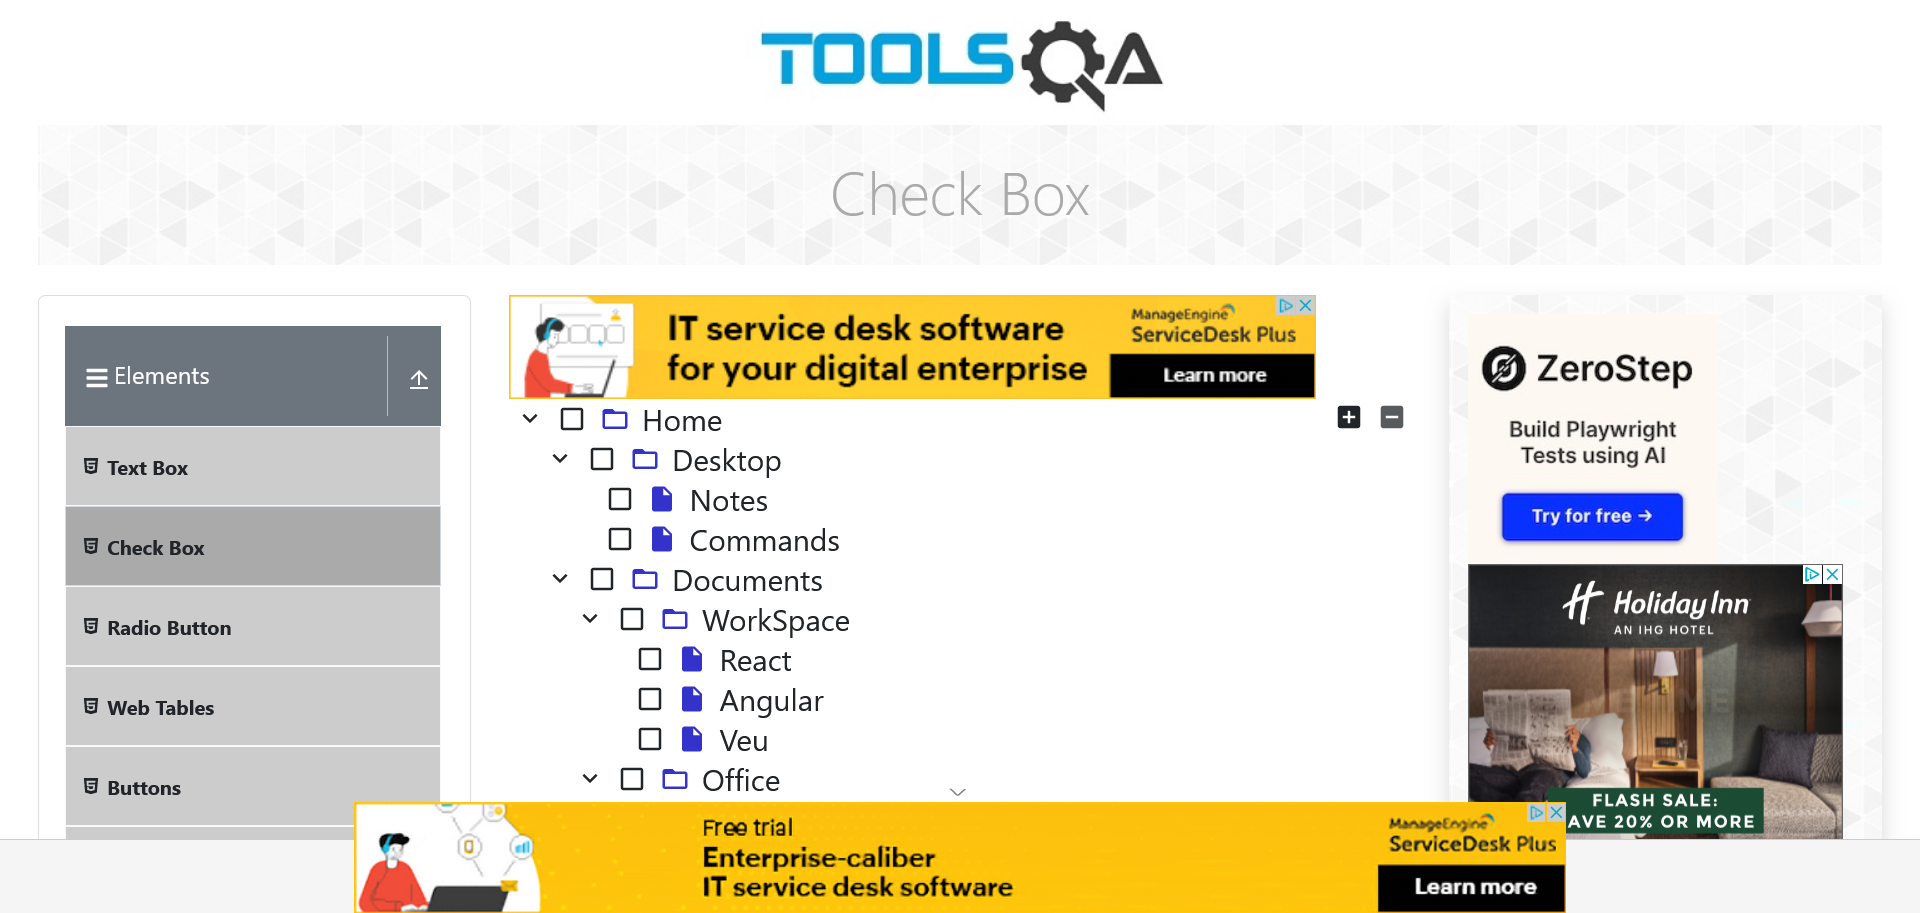 TOOLSQA
Check Box
Elements
Text Box
Check Box
Radio Button
Web Tables
Buttons
IT service desk software
for your digital enterprise
ManageEngine
ServiceDesk Plus
Learn more
Home
Desktop
Notes
Commands
Documents
WorkSpace
React
Angular
Veu
Office
ZeroStep
Build Playwright
Tests using AI
Try for free →
Holiday Inn
AN IHG HOTEL
FLASH SALE:
AVE 20% OR MORE
Free trial
Enterprise-caliber
IT service desk software
ManageEngine
ServiceDesk Plus
Learn more